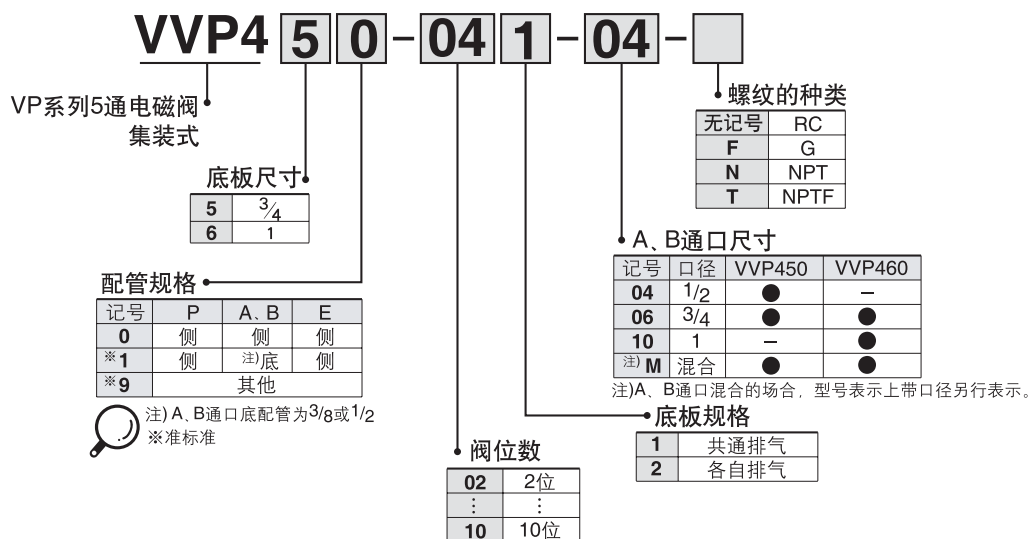 VVP4 5 0 - 04 1 - 04 -
VP系列5通电磁阀
集装式
螺纹的种类
无记号 RC
F G
N NPT
T NPTF
底板尺寸
5 3/4
6 1
A、B通口尺寸
记号 口径 VVP450 VVP460
04 1/2 ● –
06 3/4 ● ●
10 1 – ●
注) M 混合 ● ●
注)A、B通口混合的场合，型号表示上带口径另行表示。
配管规格
记号 P A、B E
0 侧 侧 侧
※1 侧 注)底 侧
※9 其他
注) A、B通口底配管为3/8或1/2
※准标准
底板规格
1 共通排气
2 各自排气
阀位数
02 2位
⋮ ⋮
10 10位